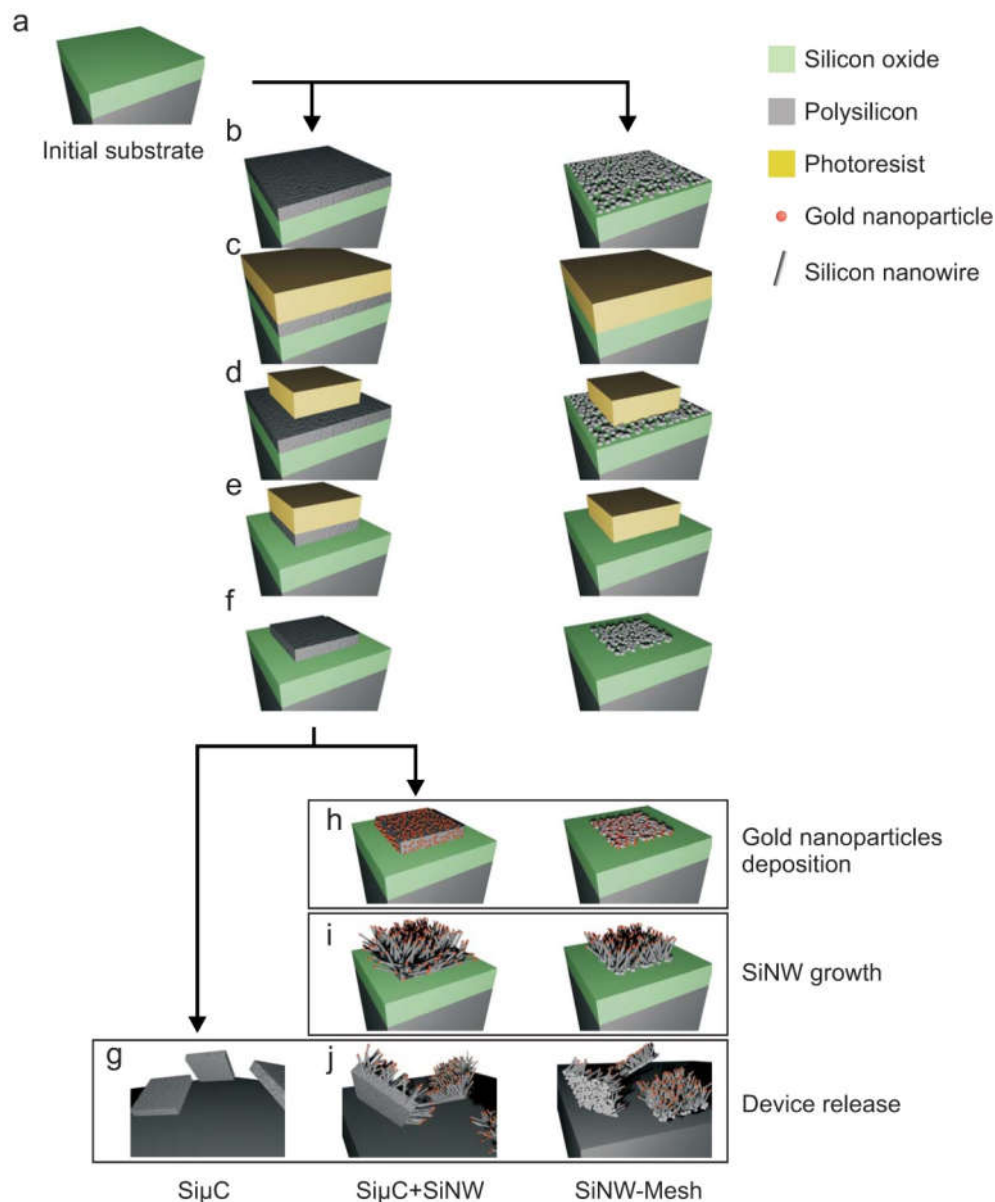 a
Initial substrate
Silicon oxide
Polysilicon
Photoresist
Gold nanoparticle
Silicon nanowire
b
c
d
e
f
h
Gold nanoparticles
deposition
i
SiNW growth
g
j
Device release
SiµC
SiµC+SiNW
SiNW-Mesh